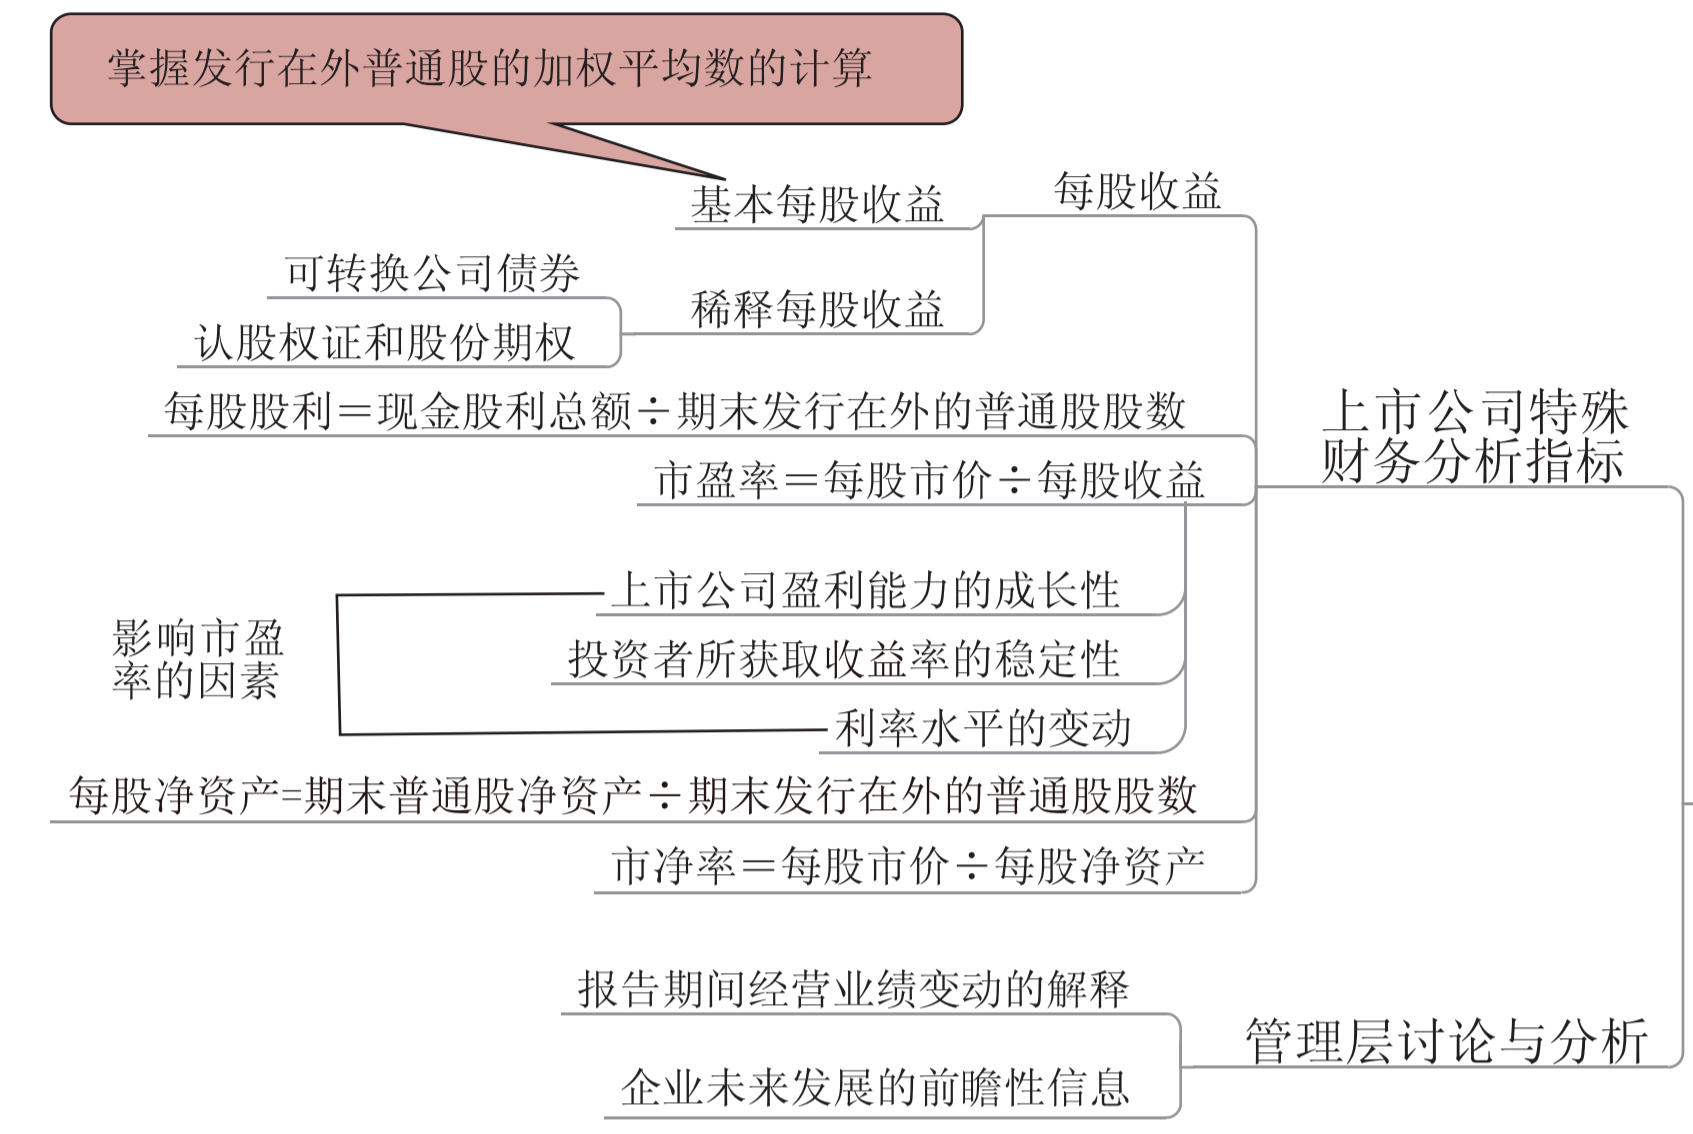 掌握发行在外普通股的加权平均数的计算
每股收益
基本每股收益
可转换公司债券
稀释每股收益
认股权证和股份期权
每股股利＝现金股利总额÷期末发行在外的普通股股数
上市公司特殊
财务分析指标
市盈率＝每股市价÷每股收益
上市公司盈利能力的成长性
影响市盈
率的因素
投资者所获取收益率的稳定性
利率水平的变动
每股净资产=期末普通股净资产÷期末发行在外的普通股股数
市净率＝每股市价÷每股净资产
报告期间经营业绩变动的解释
管理层讨论与分析
企业未来发展的前瞻性信息